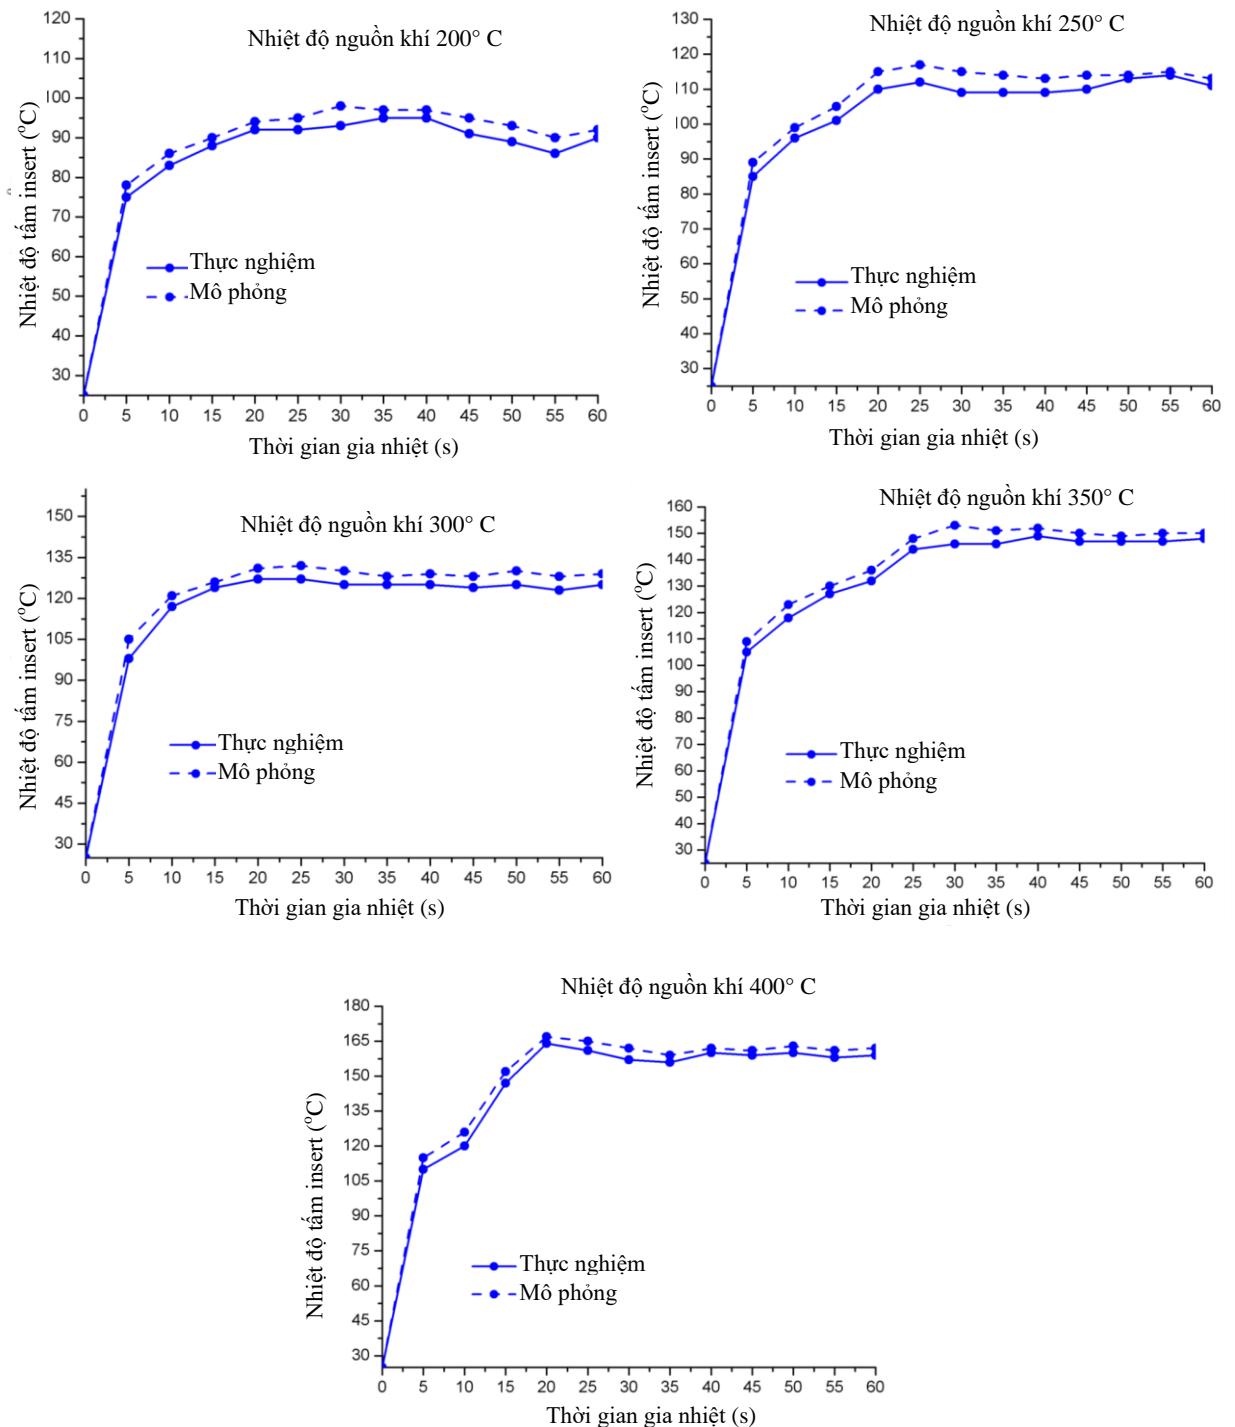 Nhiệt độ nguồn khí 200° C
120
110
100
90
80
70
60
50
40
30
Nhiệt độ tấm insert (°C)
Thực nghiệm
Mô phỏng
0 5 10 15 20 25 30 35 40 45 50 55 60
Thời gian gia nhiệt (s)
Nhiệt độ nguồn khí 250° C
130
120
110
100
90
80
70
60
50
40
30
Nhiệt độ tấm insert (°C)
Thực nghiệm
Mô phỏng
0 5 10 15 20 25 30 35 40 45 50 55 60
Thời gian gia nhiệt (s)
Nhiệt độ nguồn khí 300° C
150
135
120
105
90
75
60
45
30
Nhiệt độ tấm insert (°C)
Thực nghiệm
Mô phỏng
0 5 10 15 20 25 30 35 40 45 50 55 60
Thời gian gia nhiệt (s)
Nhiệt độ nguồn khí 350° C
160
150
140
130
120
110
100
90
80
70
60
50
40
30
Nhiệt độ tấm insert (°C)
Thực nghiệm
Mô phỏng
0 5 10 15 20 25 30 35 40 45 50 55 60
Thời gian gia nhiệt (s)
Nhiệt độ nguồn khí 400° C
180
165
150
135
120
105
90
75
60
45
30
Nhiệt độ tấm insert (°C)
Thực nghiệm
Mô phỏng
0 5 10 15 20 25 30 35 40 45 50 55 60
Thời gian gia nhiệt (s)